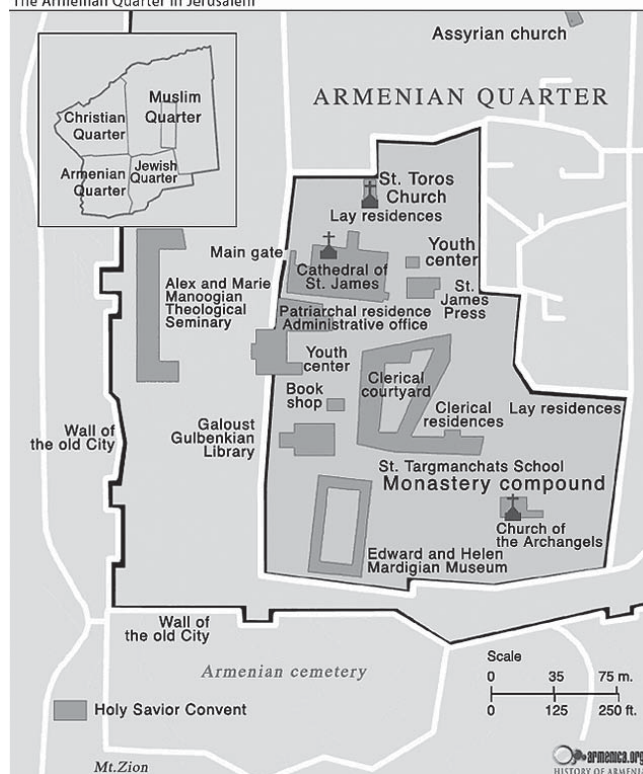 The Armenian Quarter in Jerusalem
Assyrian church
ARMENIAN QUARTER
Christian
Quarter
Muslim
Quarter
Armenian
Quarter
Jewish
Quarter
St. Toros
Church
Lay residences
Main gate
Cathedral of
St. James
Youth
center
St.
James
Press
Alex and Marie
Manoogian
Theological
Seminary
Patriarchal residence
Administrative office
Youth
center
Clerical
courtyard
Book
shop
Clerical
residences
Lay residences
Wall of
the old City
Galoust
Gulbenkian
Library
St. Targmanchats School
Monastery compound
Church of
the Archangels
Edward and Helen
Mardigian Museum
Wall of
the old City
Armenian cemetery
Scale
0 35 75 m.
0 125 250 ft.
Holy Savior Convent
Mt.Zion
armenica.org
HISTORY OF ARMENIA